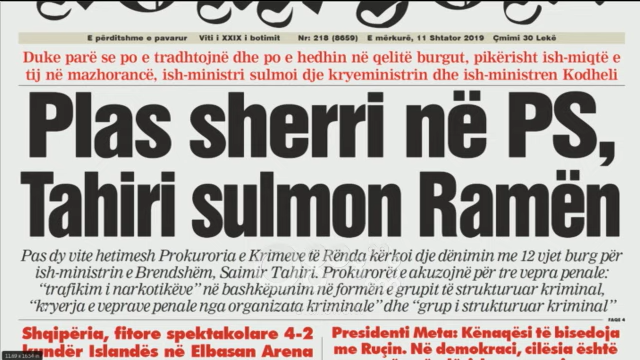 E përditshme e pavarur Viti i XXIX i botimit Nr: 218 (8659) E mërkurë, 11 Shtator 2019 Çmimi 30 Lekë
Duke parë se po e tradhtojnë dhe po e hedhin në qelitë burgut, pikërisht ish-miqtë e
tij në mazhorancë, ish-ministri sulmoi dje kryeministrin dhe ish-ministren Kodheli
Plas sherri në PS,
Tahiri sulmon Ramën
Pas dy vite hetimesh Prokuroria e Krimeve të Rënda kërkoi dje dënimin me 12 vjet burg për
ish-ministrin e Brendshëm, Saimir Tahiri. Prokurorët e akuzojnë për tre vepra penale:
“trafikim i narkotikëve” në bashkëpunim në formën e grupit të strukturuar kriminal,
“kryerja e veprave penale nga organizata kriminale” dhe “grup i strukturuar kriminal”
FAQE 4
Shqipëria, fitore spektakolare 4-2
kundër Islandës në Elbasan Arena
Presidenti Meta: Kënaqësi të bisedoja
me Ruçin. Në demokraci, cilësia është